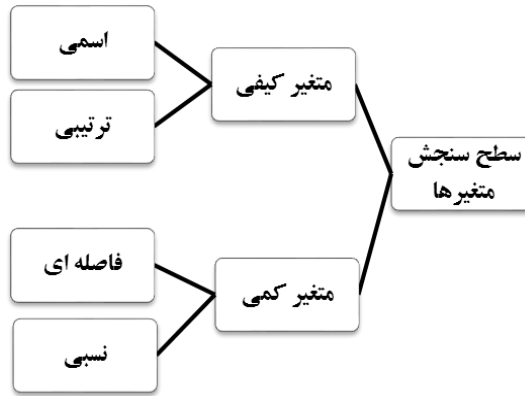 سطح سنجش
متغیرها
متغیر کیفی
اسمی
ترتیبی
متغیر کمی
فاصله ای
نسبی